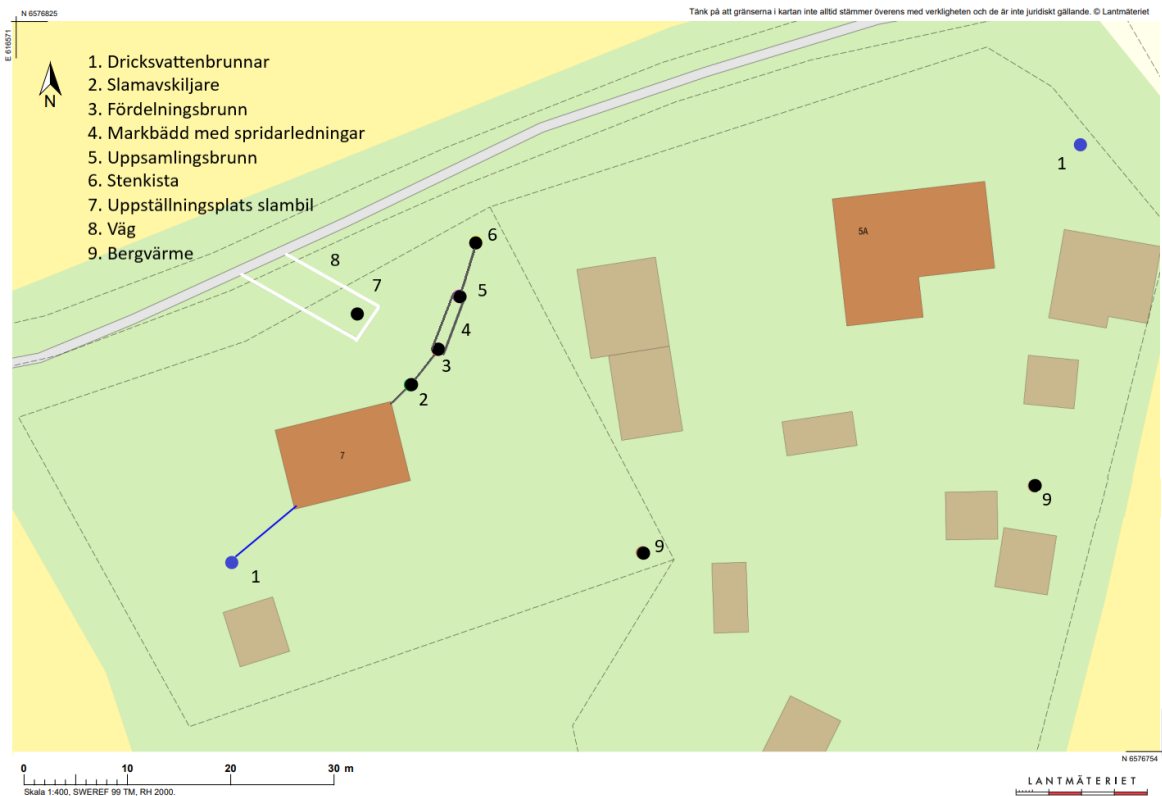 N 6576825
Tänk på att gränserna i kartan inte alltid stämmer överens med verkligheten och de är inte juridiskt gällande. © Lantmäteriet
E 616571
N
1. Dricksvattenbrunnar
2. Slamavskiljare
3. Fördelningsbrunn
4. Markbädd med spridarledningar
5. Uppsamlingsbrunn
6. Stenkista
7. Uppställningsplats slambil
8. Väg
9. Bergvärme
1
5A
6
8
7
5
4
3
2
7
9
9
1
N 6576754
0 10 20 30 m
Skala 1:400, SWEREF 99 TM, RH 2000.
LANTMÄTERIET